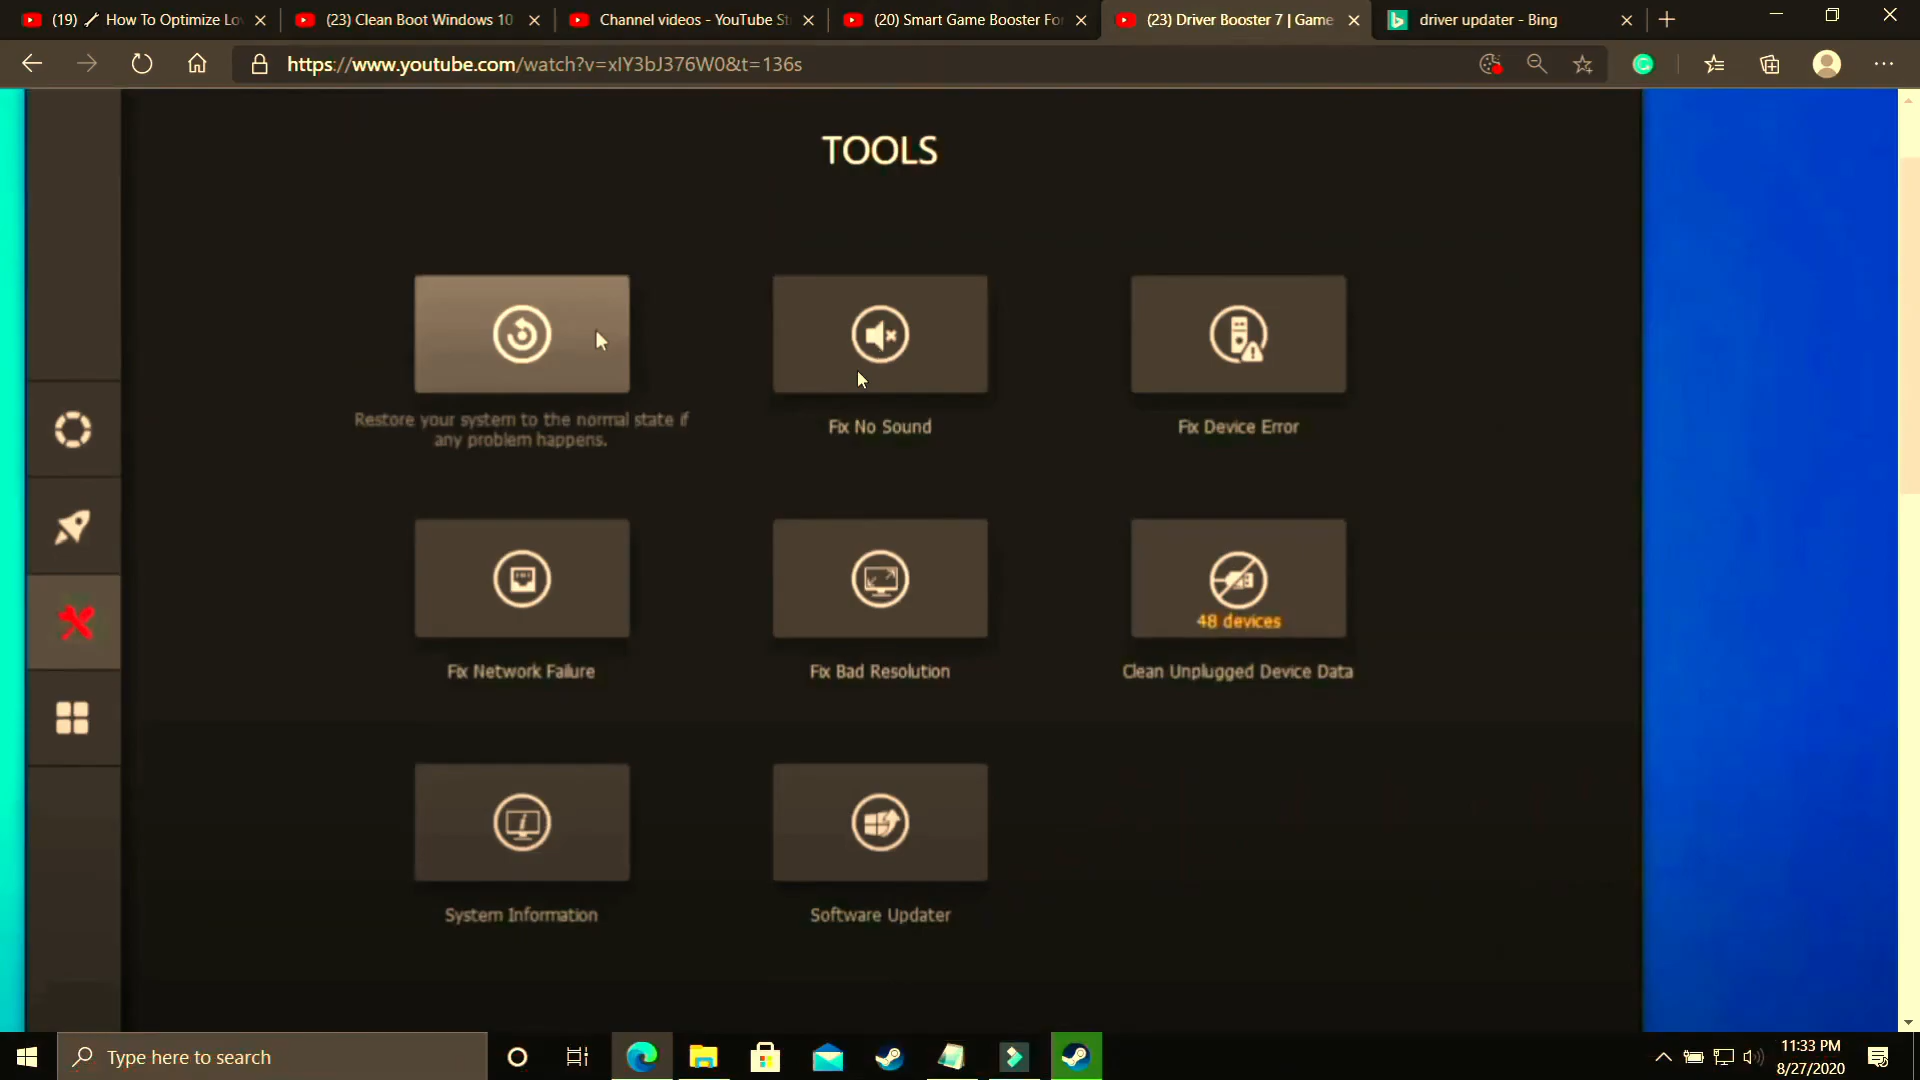 (19) 🔧 How To Optimize Lo
(23) Clean Boot Windows 10
Channel videos - YouTube St
(20) Smart Game Booster Fo
(23) Driver Booster 7 | Game
driver updater - Bing
https://www.youtube.com/watch?v=xIY3bJ376W0&t=136s
TOOLS
Restore your system to the normal state if
any problem happens.
Fix No Sound
Fix Device Error
48 devices
Fix Network Failure
Fix Bad Resolution
Clean Unplugged Device Data
System Information
Software Updater
Type here to search
11:33 PM
8/27/2020